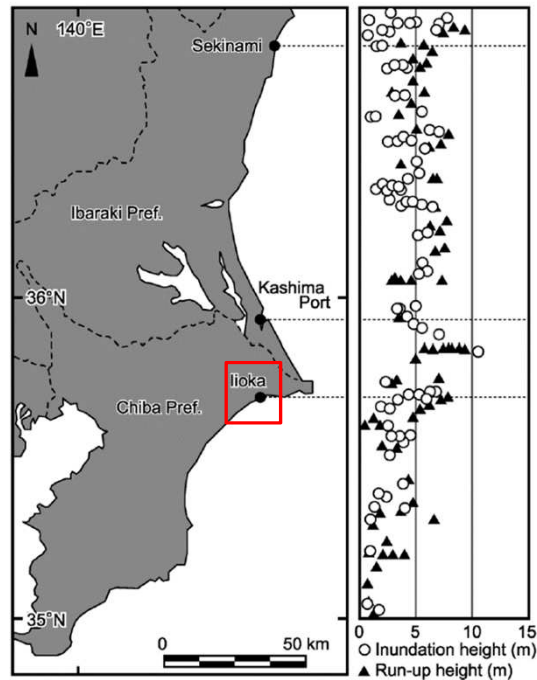 N
140°E
Sekinami
Ibaraki Pref.
36°N
Kashima
Port
Iioka
Chiba Pref.
35°N
0 50 km
0 5 10 15
Inundation height (m)
Run-up height (m)